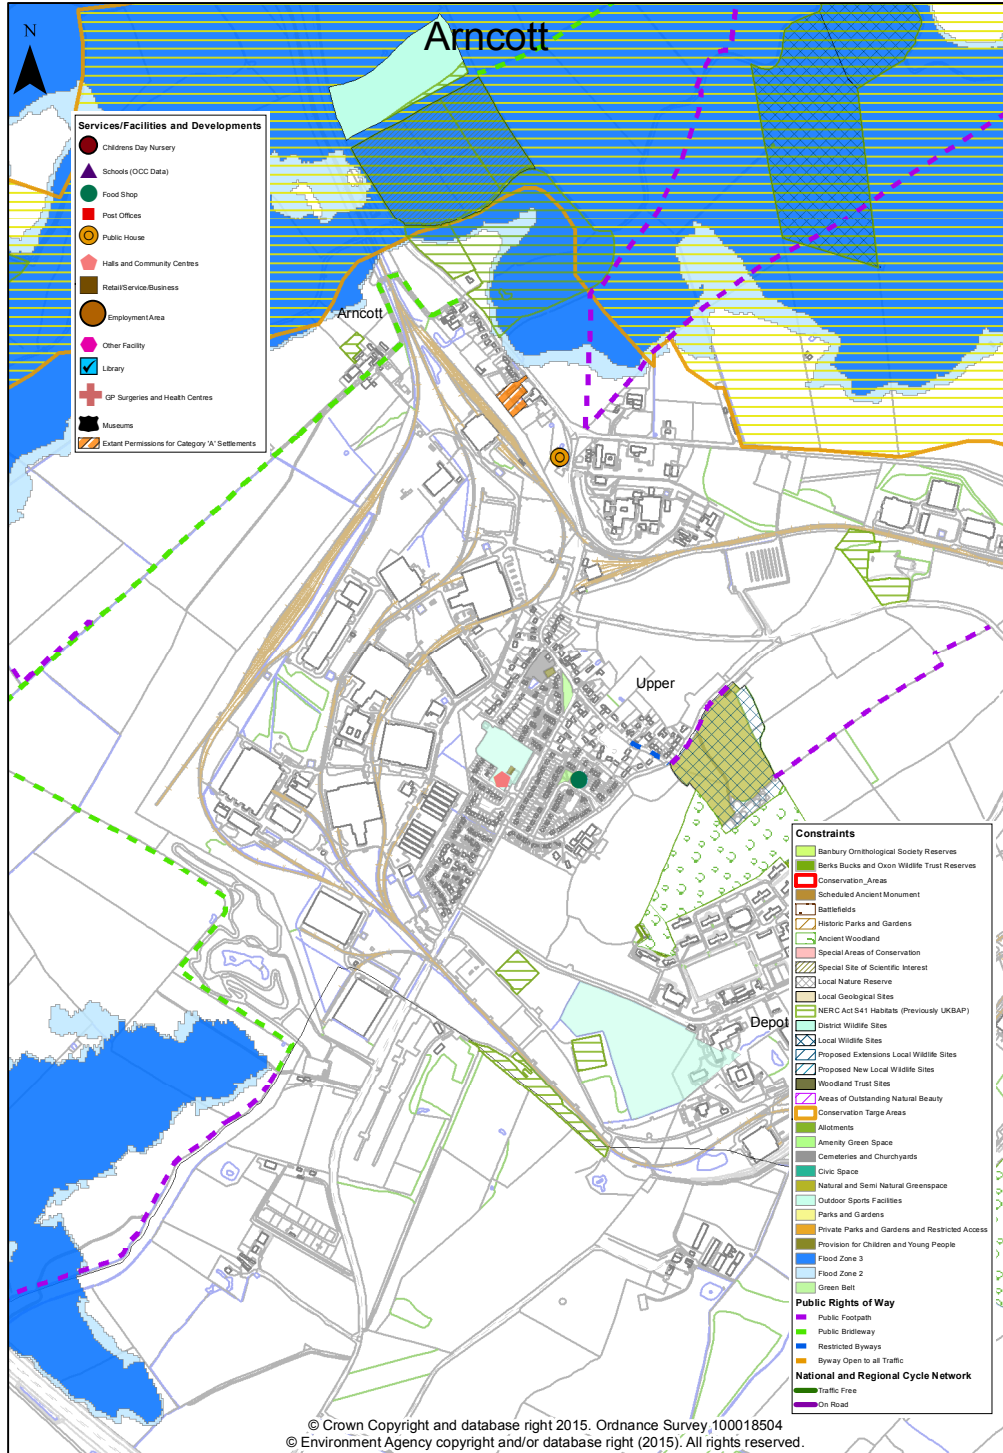 Arncott
N
Services/Facilities and Developments
Childrens Day Nursery
Schools (OCC Data)
Food Shop
Post Offices
Public House
Halls and Community Centres
Retail/Service/Business
Employment Area
Other Facility
Library
GP Surgeries and Health Centres
Museums
Extant Permissions for Category 'A' Settlements
Arncott
Upper
Depot
Constraints
Banbury Ornithological Society Reserves
Berks Bucks and Oxon Wildlife Trust Reserves
Conservation_Areas
Scheduled Ancient Monument
Battlefields
Historic Parks and Gardens
Ancient Woodland
Special Areas of Conservation
Special Site of Scientific Interest
Local Nature Reserve
Local Geological Sites
NERC Act S41 Habitats (Previously UKBAP)
District Wildlife Sites
Local Wildlife Sites
Proposed Extensions Local Wildlife Sites
Proposed New Local Wildlife Sites
Woodland Trust Sites
Areas of Outstanding Natural Beauty
Conservation Targe Areas
Allotments
Amenity Green Space
Cemeteries and Churchyards
Civic Space
Natural and Semi Natural Greenspace
Outdoor Sports Facilities
Parks and Gardens
Private Parks and Gardens and Restricted Access
Provision for Children and Young People
Flood Zone 3
Flood Zone 2
Green Belt
Public Rights of Way
Public Footpath
Public Bridleway
Restricted Byways
Byway Open to all Traffic
National and Regional Cycle Network
Traffic Free
On Road
© Crown Copyright and database right 2015. Ordnance Survey 100018504
© Environment Agency copyright and/or database right (2015). All rights reserved.